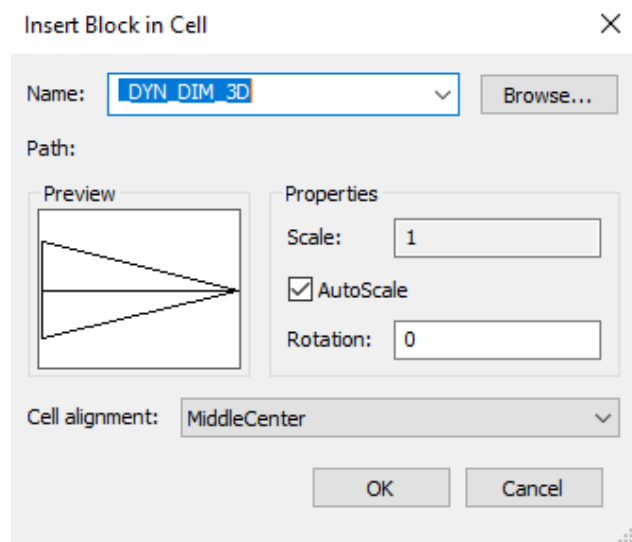 Insert Block in Cell
Name: _DYN_DIM_3D Browse...
Path:
Preview
Properties
Scale: 1
AutoScale
Rotation: 0
Cell alignment: MiddleCenter
OK Cancel